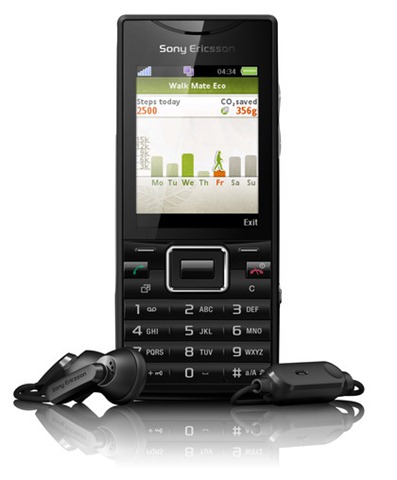 Sony Ericsson
04:34
Walk Mate Eco
Steps today CO₂saved
2500 356g
Mo Tu We Th Fr Sa Su
Exit
C
1 2 ABC 3 DEF
4 GHI 5 JKL 6 MNO
7 PQRS 8 TUV 9 WXYZ
+ 0 # a/A
Sony Ericsson